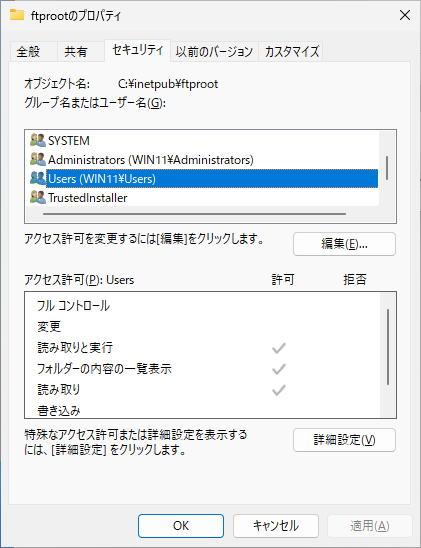 ftprootのプロパティ
全般 共有 セキュリティ 以前のバージョン カスタマイズ
オブジェクト名: C:¥inetpub¥ftproot
グループ名またはユーザー名(G):
SYSTEM
Administrators (WIN11¥Administrators)
Users (WIN11¥Users)
TrustedInstaller
アクセス許可を変更するには[編集]をクリックします。
編集(E)...
アクセス許可(P): Users 許可 拒否
フル コントロール
変更
読み取りと実行
フォルダーの内容の一覧表示
読み取り
書き込み
特殊なアクセス許可または詳細設定を表示する
には、[詳細設定] をクリックします。
詳細設定(V)
OK キャンセル 適用(A)